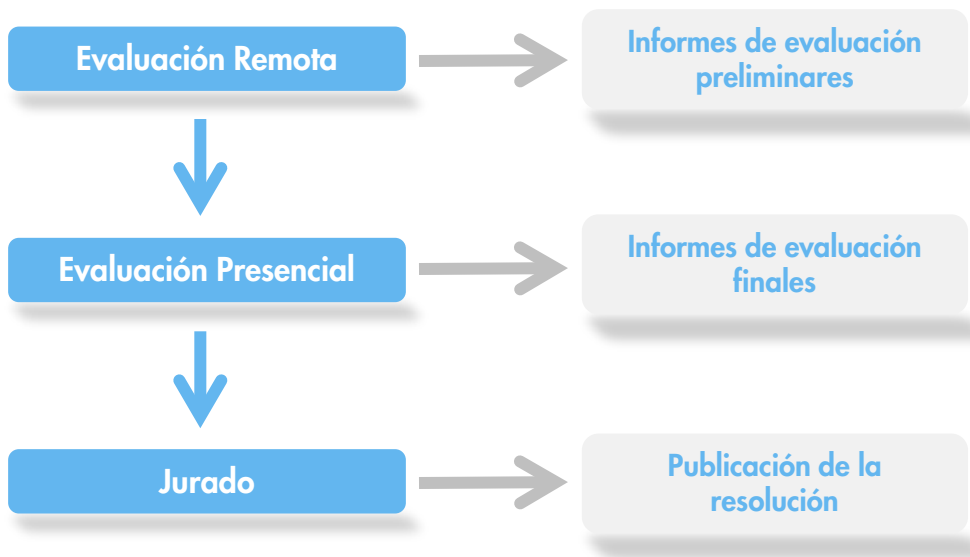 Evaluación Remota
Informes de evaluación
preliminares
Evaluación Presencial
Informes de evaluación
finales
Jurado
Publicación de la
resolución